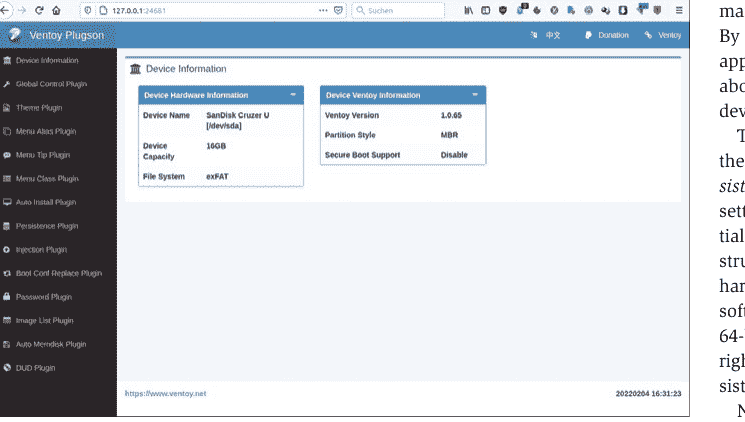 127.0.0.1:24681
Suchen
Ventoy Plugson
中文
Donation
Ventoy
Device Information
Global Control Plugin
Theme Plugin
Menu Alias Plugin
Menu Tip Plugin
Menu Class Plugin
Auto Install Plugin
Persistence Plugin
Injection Plugin
Boot Conf Replace Plugin
Password Plugin
Image List Plugin
Auto Memdisk Plugin
DUD Plugin
Device Information
Device Hardware Information
Device Name SanDisk Cruzer U
[/dev/sda]
Device
Capacity 16GB
File System exFAT
Device Ventoy Information
Ventoy Version 1.0.65
Partition Style MBR
Secure Boot Support Disable
https://www.ventoy.net
20220204 16:31:23
ma
By
app
abo
dev
T
the
sist
sett
tial
stru
har
soft
64-
righ
sist
N